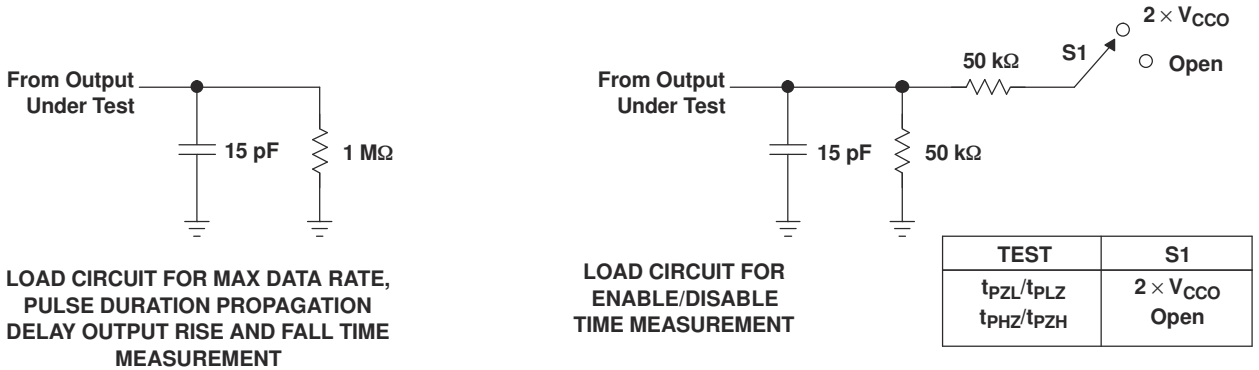 From Output
Under Test
15 pF
1 MΩ
LOAD CIRCUIT FOR MAX DATA RATE,
PULSE DURATION PROPAGATION
DELAY OUTPUT RISE AND FALL TIME
MEASUREMENT
From Output
Under Test
15 pF
50 kΩ
50 kΩ
S1
2 × VCCO
Open
LOAD CIRCUIT FOR
ENABLE/DISABLE
TIME MEASUREMENT
TEST S1
tPZL/tPLZ 2 × VCCO
tPHZ/tPZH Open